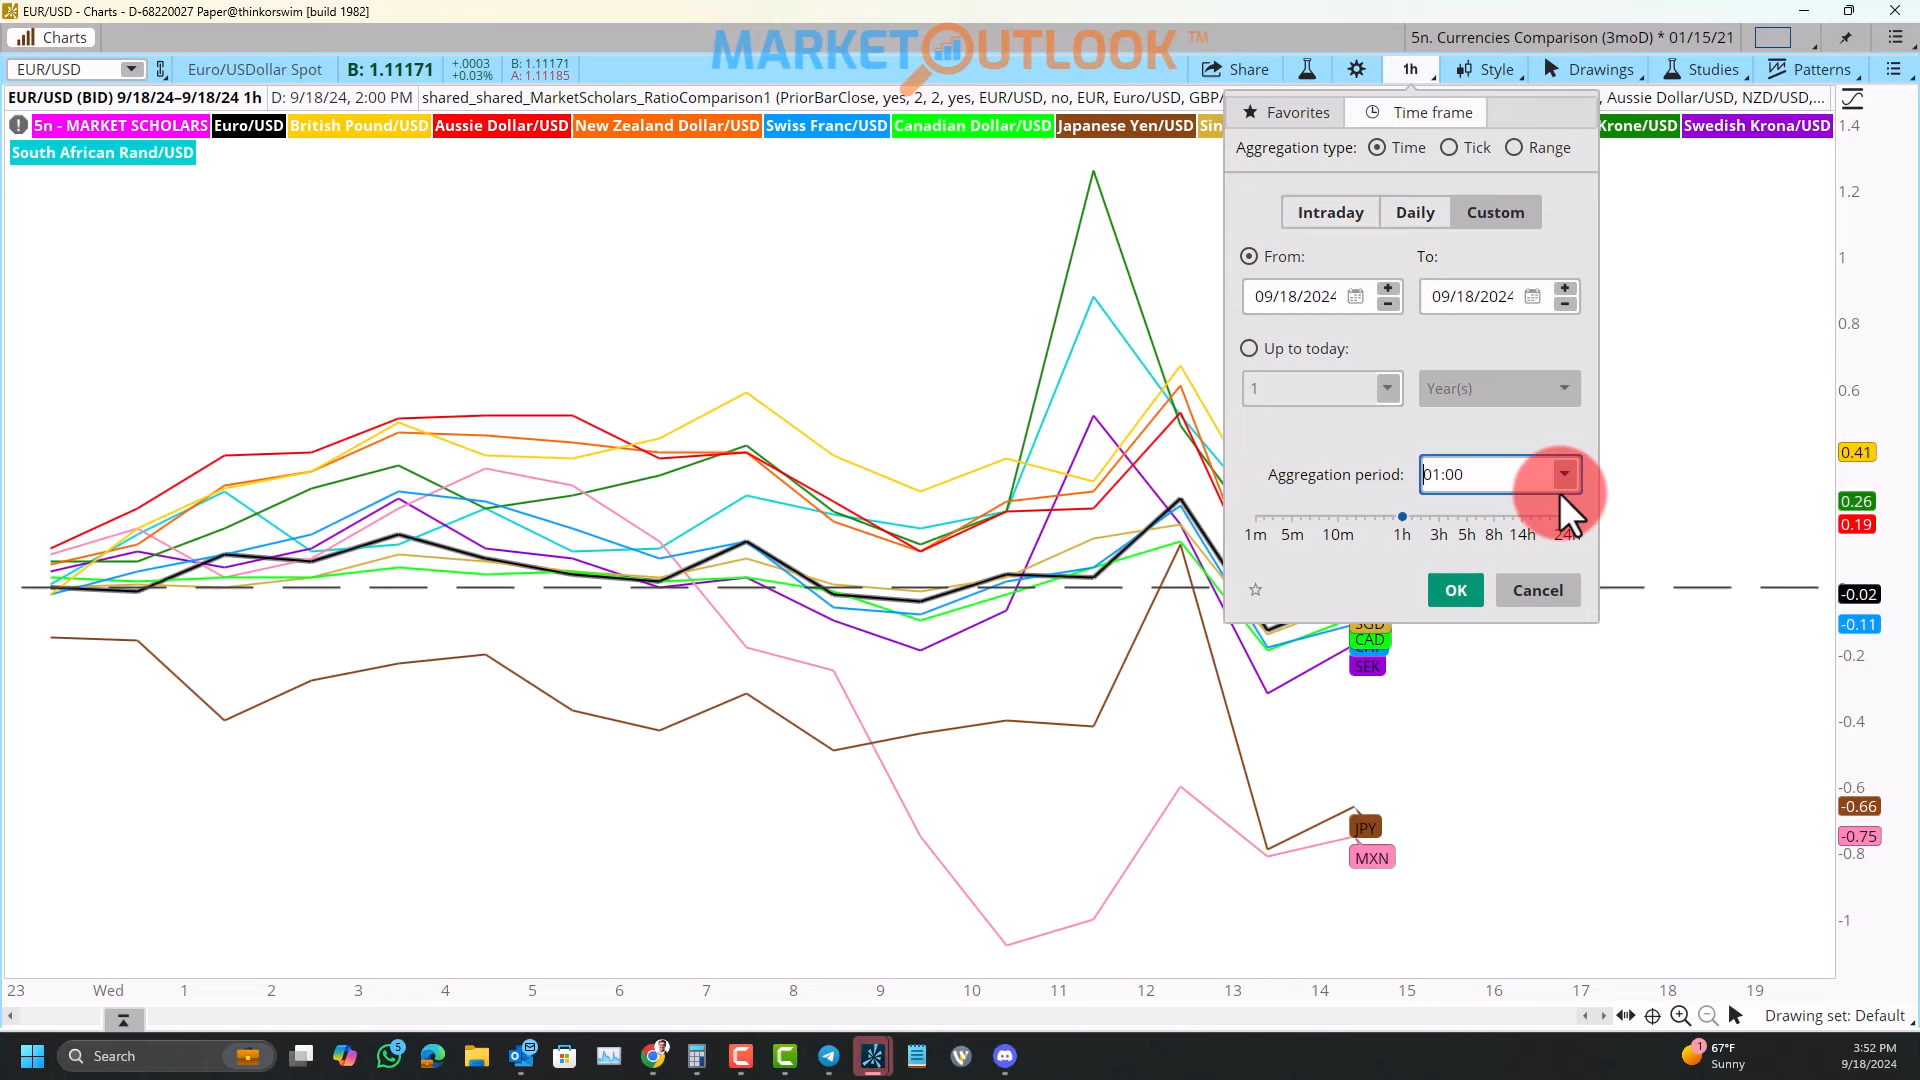 EUR/USD - Charts - D-68220027 Paper@thinkorswim [build 1982]
Charts
MARKET OUTLOOK TM
5n. Currencies Comparison (3moD) * 01/15/21
EUR/USD
Euro/USDollar Spot
B: 1.11171
+.0003
+0.03%
B: 1.11171
A: 1.11185
Share
1h
Style
Drawings
Studies
Patterns
EUR/USD (BID) 9/18/24–9/18/24 1h
D: 9/18/24, 2:00 PM
shared_shared_MarketScholars_RatioComparison1 (PriorBarClose, yes, 2, 2, yes, EUR/USD, no, EUR, Euro/USD, GBP/
, Aussie Dollar/USD, NZD/USD,...
5n - MARKET SCHOLARS
Euro/USD
British Pound/USD
Aussie Dollar/USD
New Zealand Dollar/USD
Swiss Franc/USD
Canadian Dollar/USD
Japanese Yen/USD
Sin
Krone/USD
Swedish Krona/USD
South African Rand/USD
Favorites
Time frame
Aggregation type:
Time
Tick
Range
Intraday
Daily
Custom
From:
To:
09/18/2024
09/18/2024
Up to today:
1
Year(s)
Aggregation period:
01:00
1m 5m 10m 1h 3h 5h 8h 14h 24h
OK
Cancel
1.4
1.2
1
0.8
0.6
0.41
0.26
0.19
-0.02
-0.11
-0.2
-0.4
-0.6
-0.66
-0.75
-0.8
-1
SGD
CAD
SEK
JPY
MXN
23 Wed 1 2 3 4 5 6 7 8 9 10 11 12 13 14 15 16 17 18 19
Drawing set: Default
Search
5
1
67°F
Sunny
3:52 PM
9/18/2024